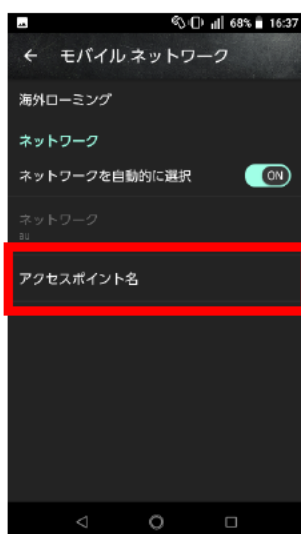 68% 16:37
モバイル ネットワーク
海外ローミング
ネットワーク
ネットワークを自動的に選択 ON
ネットワーク
au
アクセスポイント名